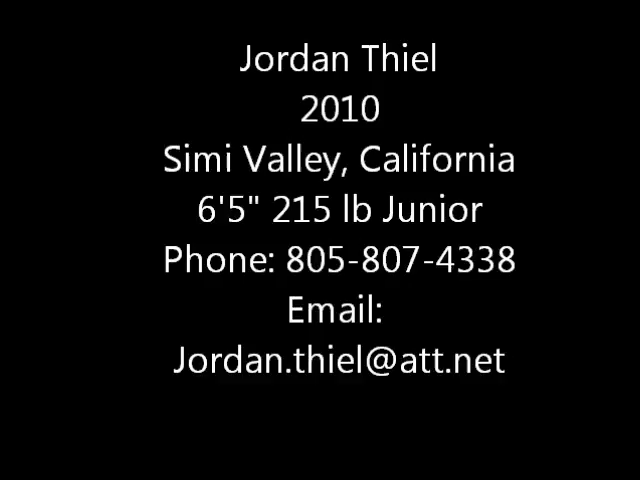 Jordan Thiel
2010
Simi Valley, California
6'5" 215 lb Junior
Phone: 805-807-4338
Email:
Jordan.thiel@att.net